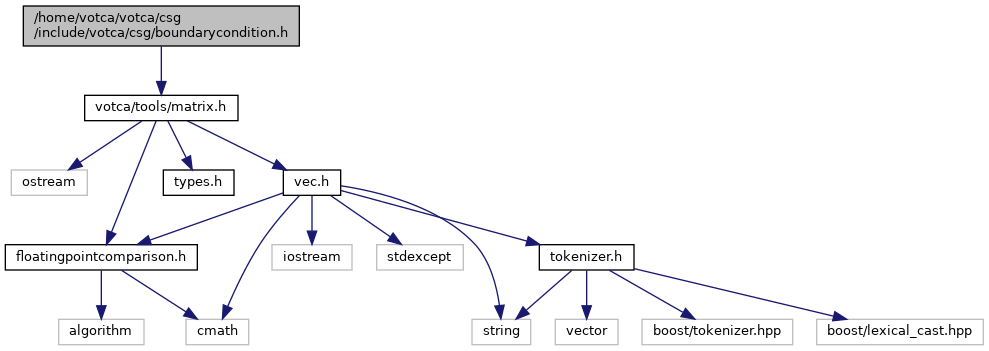 /home/votca/votca/csg
/include/votca/csg/boundarycondition.h
votca/tools/matrix.h
ostream
types.h
vec.h
floatingpointcomparison.h
iostream
stdexcept
tokenizer.h
algorithm
cmath
string
vector
boost/tokenizer.hpp
boost/lexical_cast.hpp